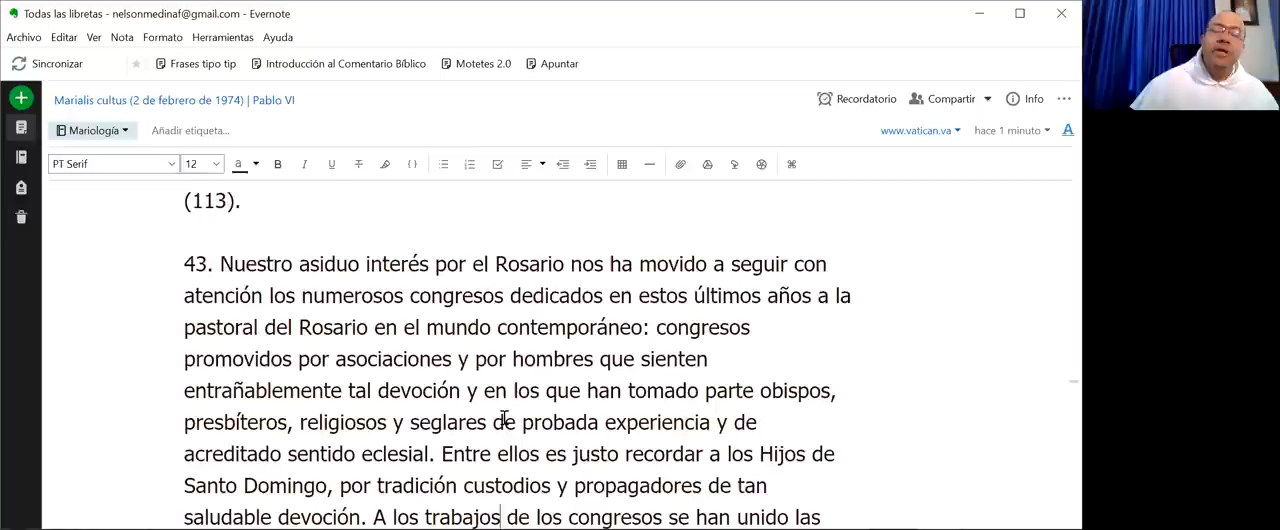 Todas las libretas - nelsonmedinaf@gmail.com - Evernote
Archivo Editar Ver Nota Formato Herramientas Ayuda
Sincronizar Frases tipo tip Introducción al Comentario Bíblico Motetes 2.0 Apuntar
Marialis cultus (2 de febrero de 1974) | Pablo VI Recordatorio Compartir Info
Mariología Añadir etiqueta... www.vatican.va hace 1 minuto A
PT Serif 12 a B I U T
(113).
43. Nuestro asiduo interés por el Rosario nos ha movido a seguir con
atención los numerosos congresos dedicados en estos últimos años a la
pastoral del Rosario en el mundo contemporáneo: congresos
promovidos por asociaciones y por hombres que sienten
entrañablemente tal devoción y en los que han tomado parte obispos,
presbíteros, religiosos y seglares de probada experiencia y de
acreditado sentido eclesial. Entre ellos es justo recordar a los Hijos de
Santo Domingo, por tradición custodios y propagadores de tan
saludable devoción. A los trabajos de los congresos se han unido las